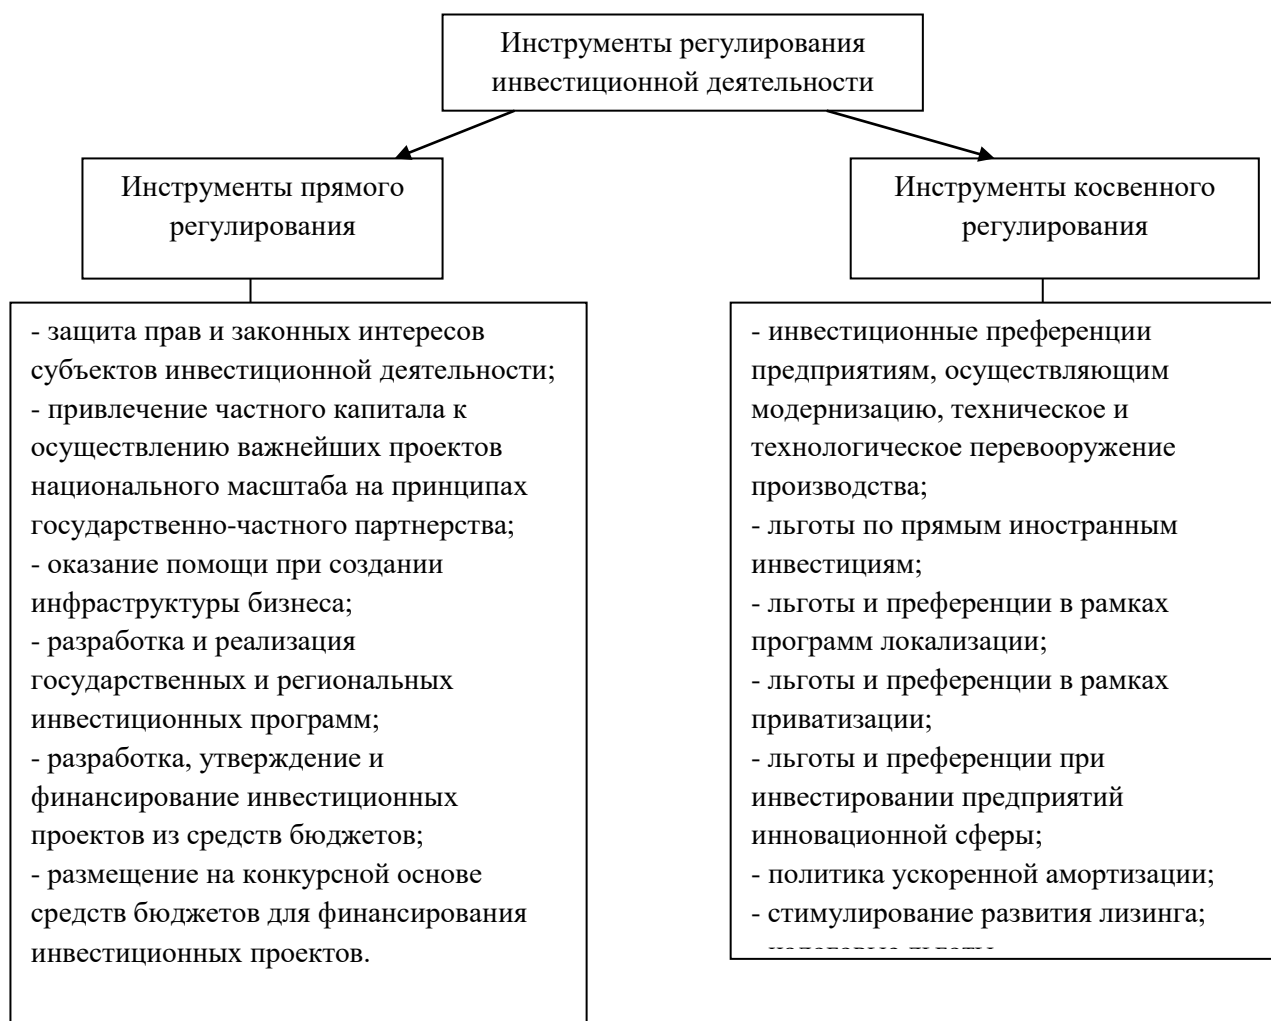 Инструменты регулирования
инвестиционной деятельности
Инструменты прямого
регулирования
Инструменты косвенного
регулирования
- защита прав и законных интересов
субъектов инвестиционной деятельности;
- привлечение частного капитала к
осуществлению важнейших проектов
национального масштаба на принципах
государственно-частного партнерства;
- оказание помощи при создании
инфраструктуры бизнеса;
- разработка и реализация
государственных и региональных
инвестиционных программ;
- разработка, утверждение и
финансирование инвестиционных
проектов из средств бюджетов;
- размещение на конкурсной основе
средств бюджетов для финансирования
инвестиционных проектов.
- инвестиционные преференции
предприятиям, осуществляющим
модернизацию, техническое и
технологическое перевооружение
производства;
- льготы по прямым иностранным
инвестициям;
- льготы и преференции в рамках
программ локализации;
- льготы и преференции в рамках
приватизации;
- льготы и преференции при
инвестировании предприятий
инновационной сферы;
- политика ускоренной амортизации;
- стимулирование развития лизинга;